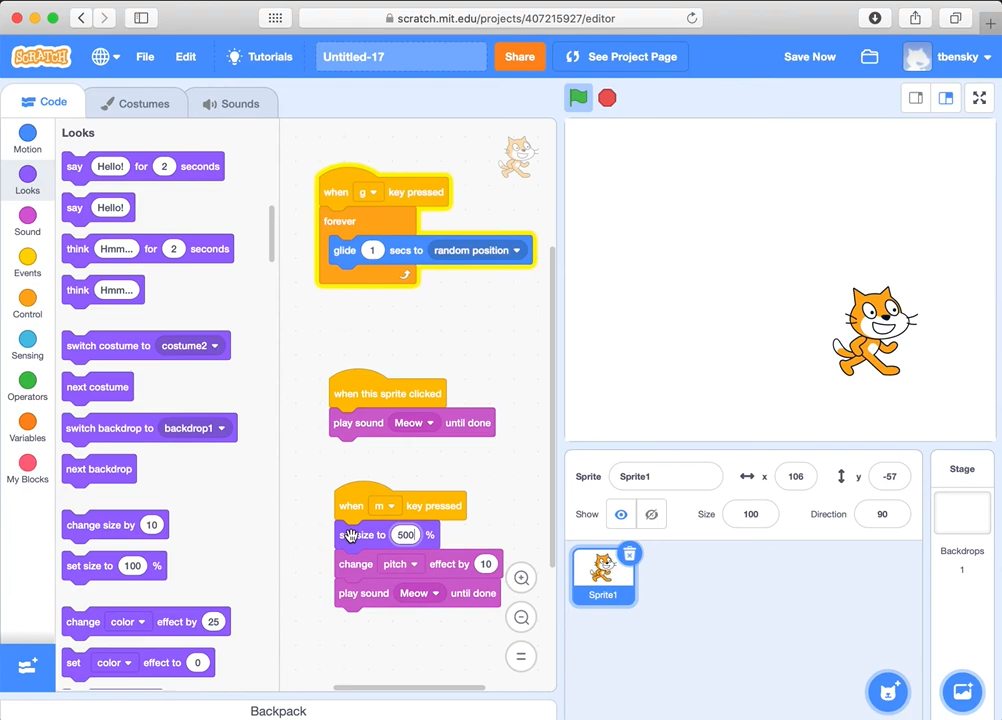 scratch.mit.edu/projects/407215927/editor
SCRATCH File Edit Tutorials Untitled-17 Share See Project Page Save Now tbensky
Code Costumes Sounds
Motion
Looks
Sound
Events
Control
Sensing
Operators
Variables
My Blocks
Looks
say Hello! for 2 seconds
say Hello!
think Hmm... for 2 seconds
think Hmm...
switch costume to costume2
next costume
switch backdrop to backdrop1
next backdrop
change size by 10
set size to 100 %
change color effect by 25
set color effect to 0
when g key pressed
forever
glide 1 secs to random position
when this sprite clicked
play sound Meow until done
when m key pressed
size to 500 %
change pitch effect by 10
play sound Meow until done
Sprite Sprite1 x 106 y -57
Show Size 100 Direction 90
Sprite1
Stage
Backdrops
1
Backpack